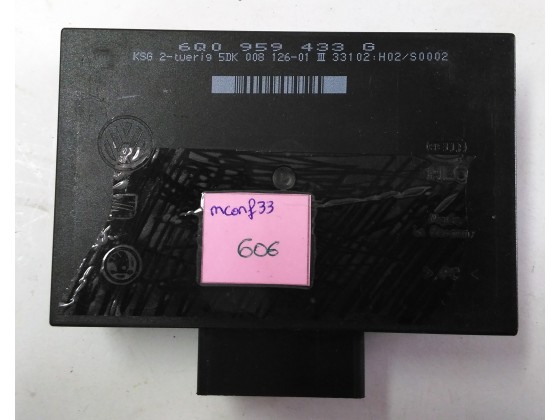 6Q0 959 433 G
KSG 2-tuerig 5DK 008 126-01 III 33102:H02/S0002
mconf33
606